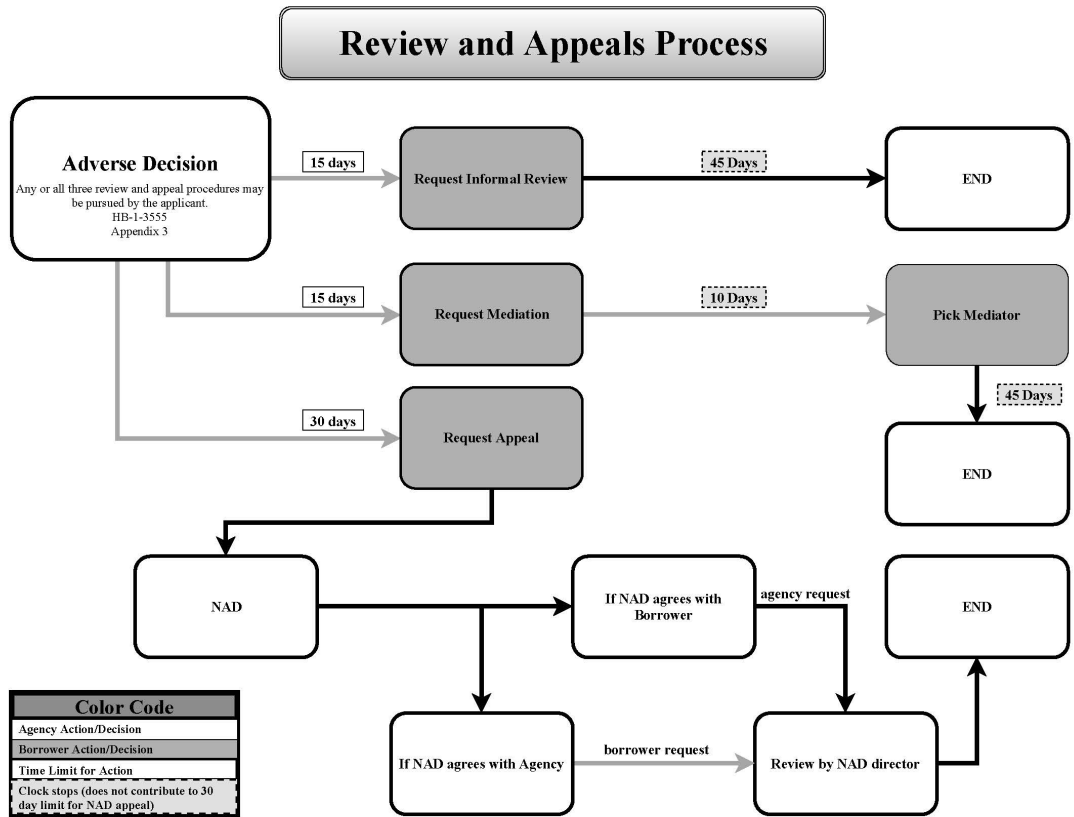 Review and Appeals Process
Adverse Decision
Any or all three review and appeal procedures may
be pursued by the applicant.
HB-1-3555
Appendix 3
15 days
Request Informal Review
45 Days
END
15 days
Request Mediation
10 Days
Pick Mediator
45 Days
END
30 days
Request Appeal
NAD
If NAD agrees with
Borrower
agency request
END
If NAD agrees with Agency
borrower request
Review by NAD director
Color Code
Agency Action/Decision
Borrower Action/Decision
Time Limit for Action
Clock stops (does not contribute to 30
day limit for NAD appeal)